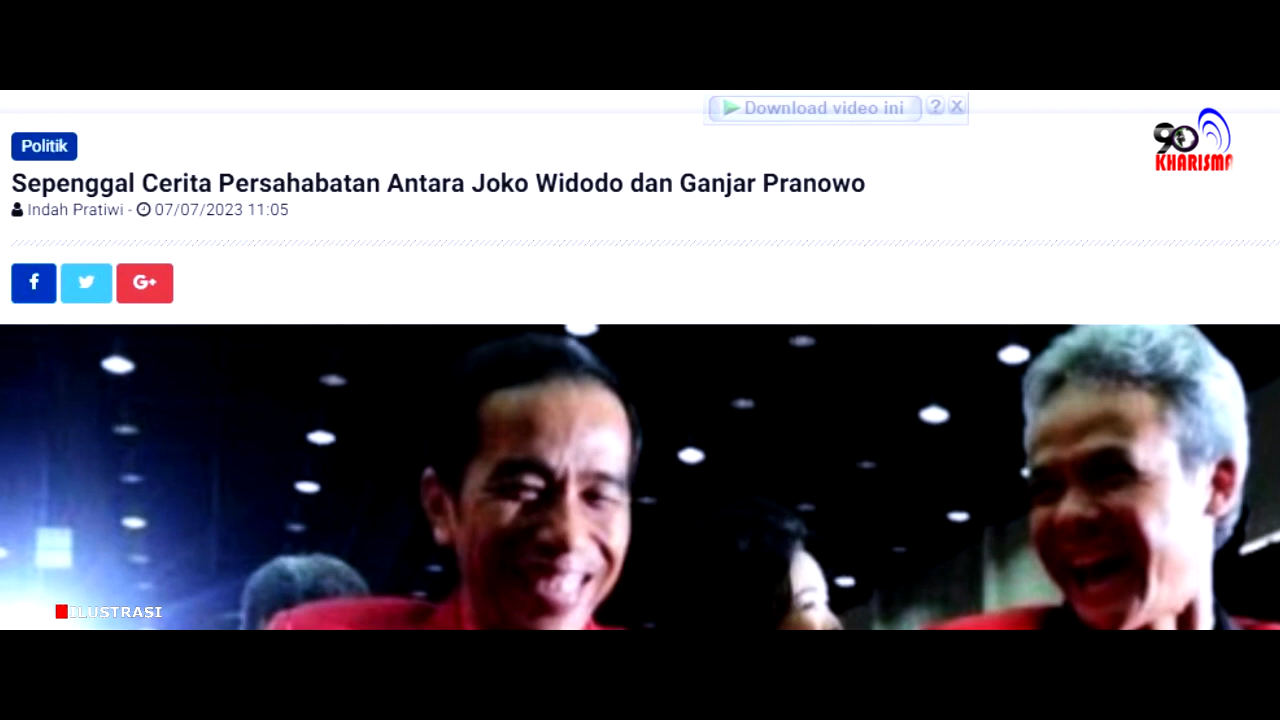 Download video ini ? X
Politik
90
KHARISMA
Sepenggal Cerita Persahabatan Antara Joko Widodo dan Ganjar Pranowo
Indah Pratiwi - 07/07/2023 11:05
f G+
ILUSTRASI